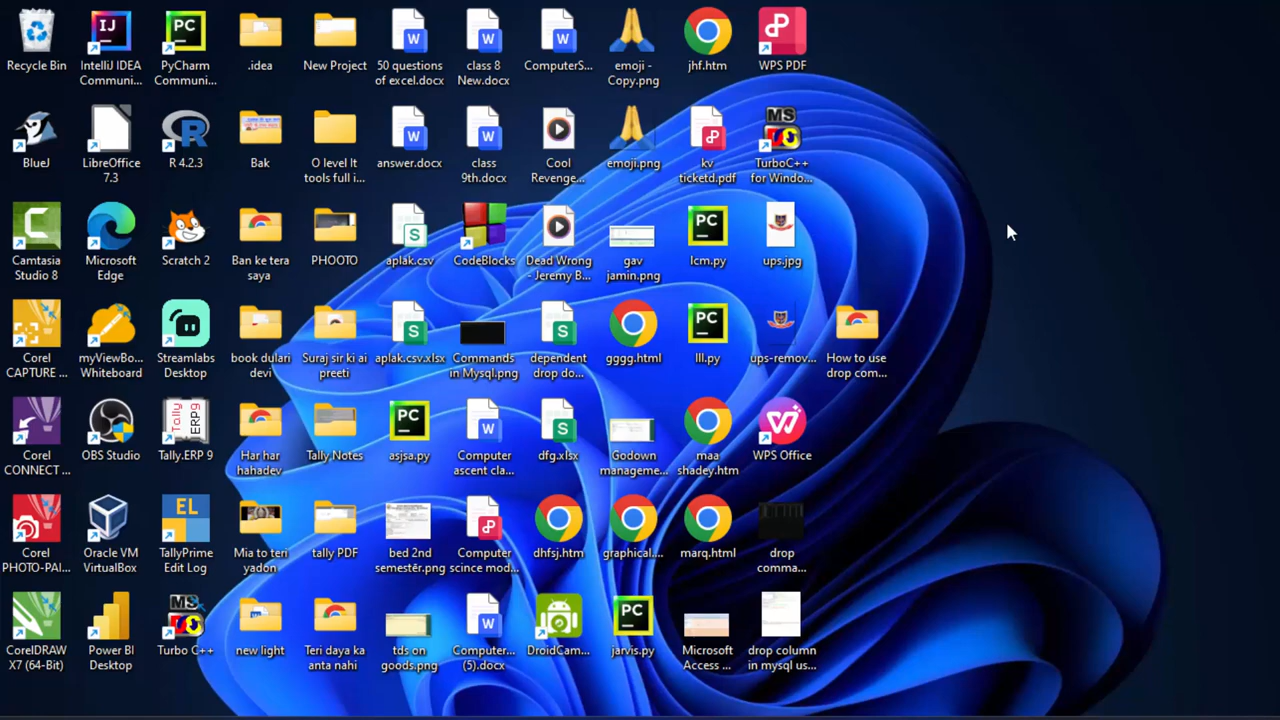 Recycle Bin
IntelliJ IDEA
Communi...
PyCharm
Communi...
.idea
New Project
50 questions
of excel.docx
class 8
New.docx
ComputerS...
emoji -
Copy.png
jhf.htm
WPS PDF
BlueJ
LibreOffice
7.3
R 4.2.3
Bak
O level It
tools full i...
answer.docx
class
9th.docx
Cool
Revenge...
emoji.png
kv
ticketd.pdf
TurboC++
for Windo...
Camtasia
Studio 8
Microsoft
Edge
Scratch 2
Ban ke tera
saya
PHOOTO
aplak.csv
CodeBlocks
Dead Wrong
- Jeremy B...
gav
jamin.png
lcm.py
ups.jpg
Corel
CAPTURE ...
myViewBo...
Whiteboard
Streamlabs
Desktop
book dulari
devi
Suraj sir ki ai
preeti
aplak.csv.xlsx
Commands
in Mysql.png
dependent
drop do...
gggg.html
lll.py
ups-remov...
How to use
drop com...
Corel
CONNECT ...
OBS Studio
Tally.ERP 9
Har har
hahadev
Tally Notes
asjsa.py
Computer
ascent cla...
dfg.xlsx
Godown
manageme...
maa
shadey.htm
WPS Office
Corel
PHOTO-PAI...
Oracle VM
VirtualBox
TallyPrime
Edit Log
Mia to teri
yadon
tally PDF
bed 2nd
semester.png
Computer
scince mod...
dhfsj.htm
graphical....
marq.html
drop
comma...
CorelDRAW
X7 (64-Bit)
Power BI
Desktop
Turbo C++
new light
Teri daya ka
anta nahi
tds on
goods.png
Computer...
(5).docx
DroidCam...
jarvis.py
Microsoft
Access ...
drop column
in mysql us...